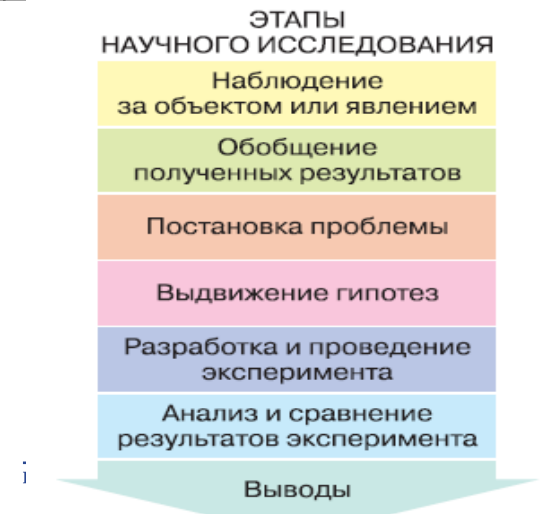 ЭТАПЫ
НАУЧНОГО ИССЛЕДОВАНИЯ
Наблюдение
за объектом или явлением
Обобщение
полученных результатов
Постановка проблемы
Выдвижение гипотез
Разработка и проведение
эксперимента
Анализ и сравнение
результатов эксперимента
Выводы